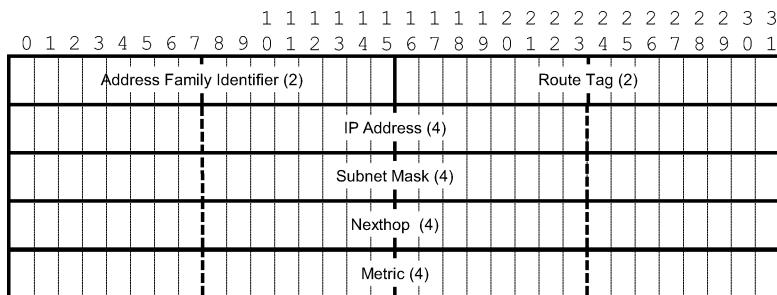 1 1 1 1 1 1 1 1 1 1 2 2 2 2 2 2 2 2 2 2 3 3
0 1 2 3 4 5 6 7 8 9 0 1 2 3 4 5 6 7 8 9 0 1 2 3 4 5 6 7 8 9 0 1
Address Family Identifier (2) Route Tag (2)
IP Address (4)
Subnet Mask (4)
Nexthop (4)
Metric (4)